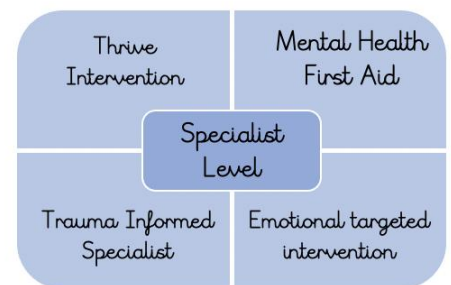 Thrive
Intervention
Mental Health
First Aid
Specialist
Level
Trauma Informed
Specialist
Emotional targeted
intervention